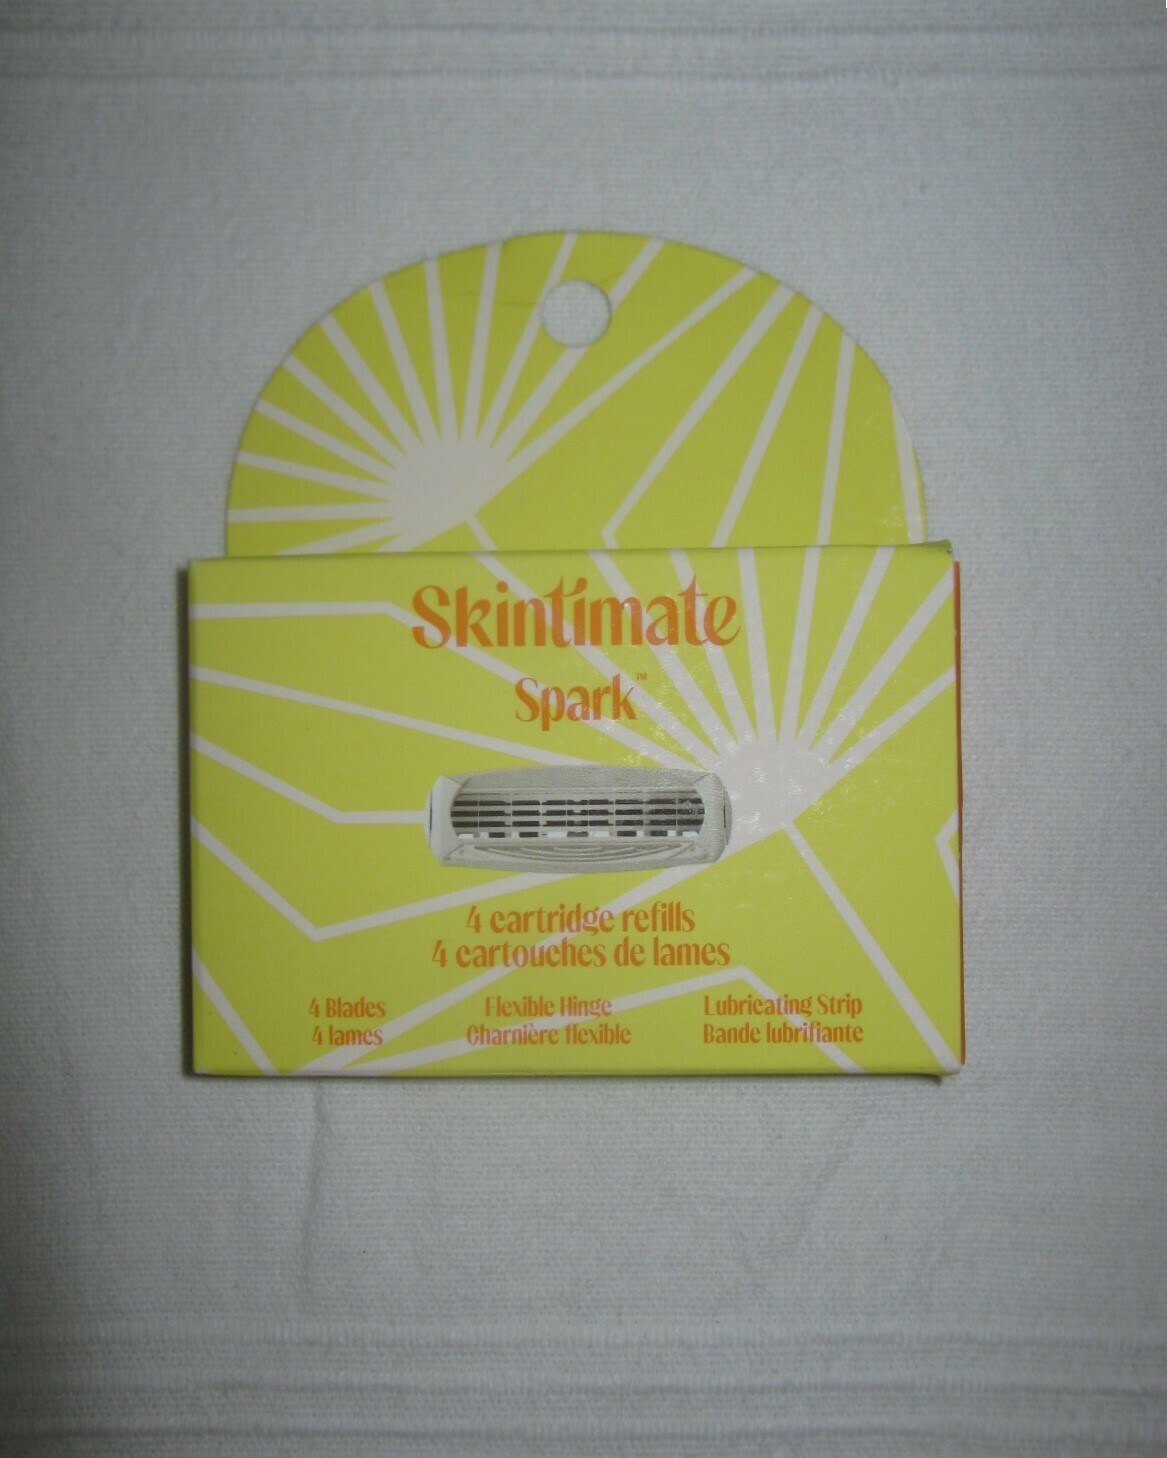 Skintimate
Spark™
4 cartridge refills
4 cartouches de lames
4 Blades
4 lames
Flexible Hinge
Charnière flexible
Lubricating Strip
Bande lubrifiante